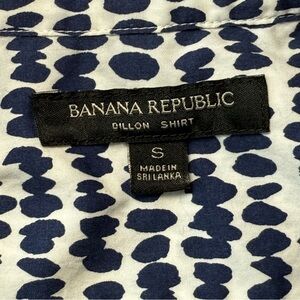 BANANA REPUBLIC
DILLON SHIRT
S
MADE IN
SRI LANKA